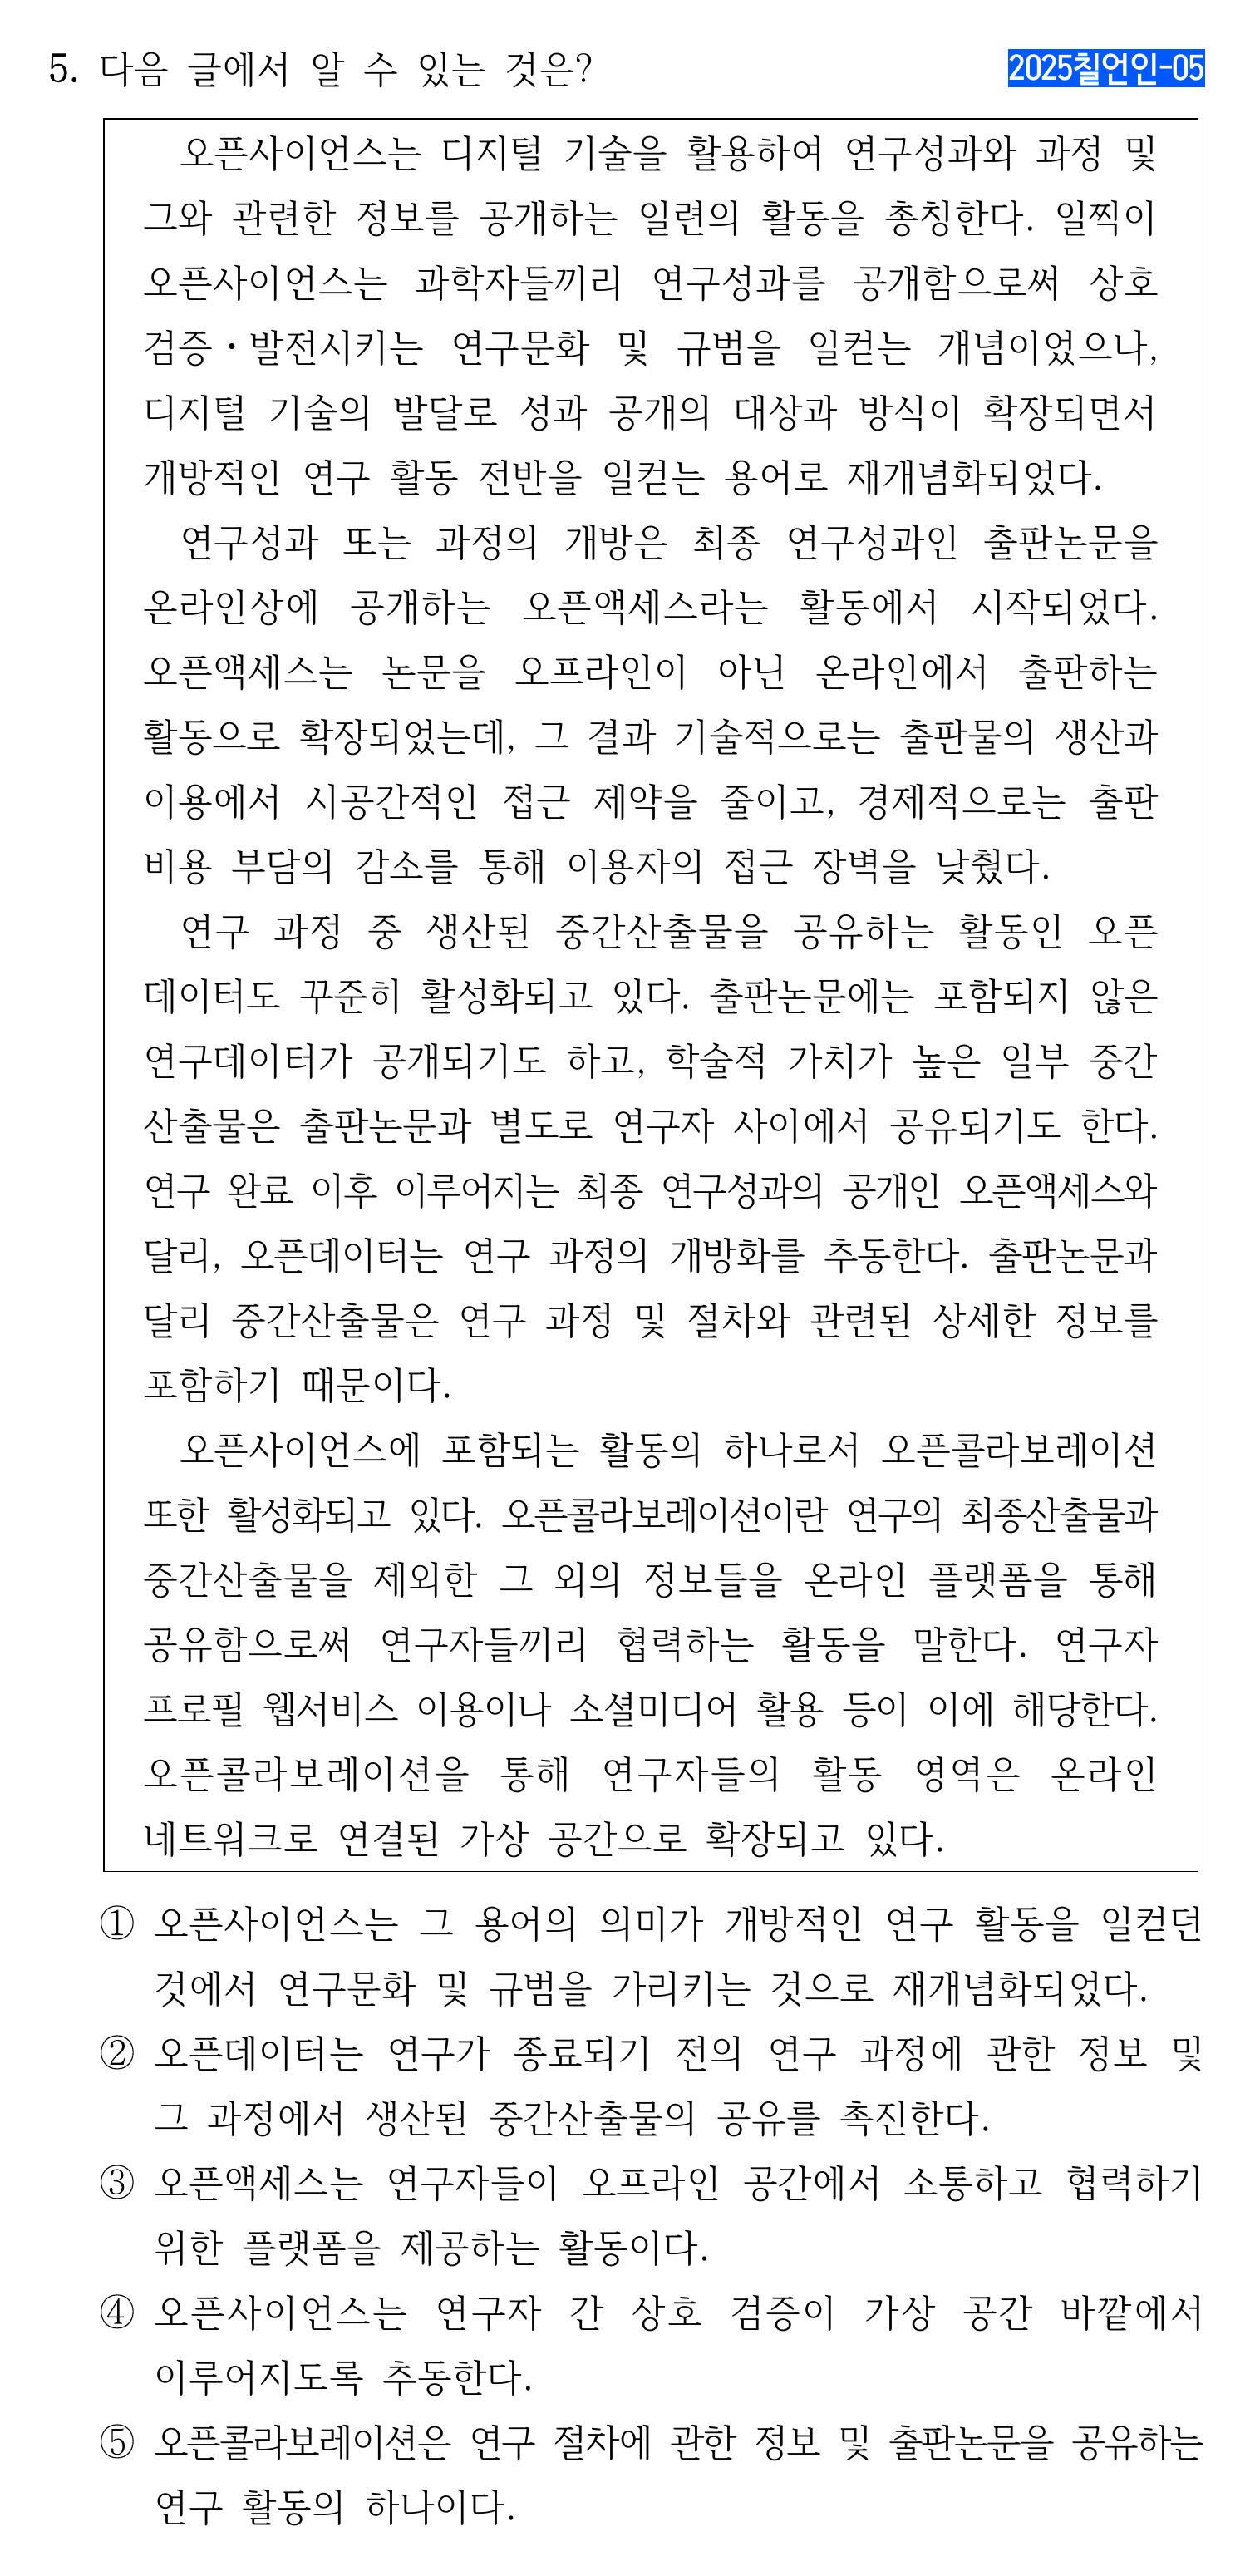 5. 다음 글에서 알 수 있는 것은?
2025칠언인-05
오픈사이언스는 디지털 기술을 활용하여 연구성과와 과정 및
그와 관련한 정보를 공개하는 일련의 활동을 총칭한다. 일찍이
오픈사이언스는 과학자들끼리 연구성과를 공개함으로써 상호
검증・발전시키는 연구문화 및 규범을 일컫는 개념이었으나,
디지털 기술의 발달로 성과 공개의 대상과 방식이 확장되면서
개방적인 연구 활동 전반을 일컫는 용어로 재개념화되었다.
연구성과 또는 과정의 개방은 최종 연구성과인 출판논문을
온라인상에 공개하는 오픈액세스라는 활동에서 시작되었다.
오픈액세스는 논문을 오프라인이 아닌 온라인에서 출판하는
활동으로 확장되었는데, 그 결과 기술적으로는 출판물의 생산과
이용에서 시공간적인 접근 제약을 줄이고, 경제적으로는 출판
비용 부담의 감소를 통해 이용자의 접근 장벽을 낮췄다.
연구 과정 중 생산된 중간산출물을 공유하는 활동인 오픈
데이터도 꾸준히 활성화되고 있다. 출판논문에는 포함되지 않은
연구데이터가 공개되기도 하고, 학술적 가치가 높은 일부 중간
산출물은 출판논문과 별도로 연구자 사이에서 공유되기도 한다.
연구 완료 이후 이루어지는 최종 연구성과의 공개인 오픈액세스와
달리, 오픈데이터는 연구 과정의 개방화를 추동한다. 출판논문과
달리 중간산출물은 연구 과정 및 절차와 관련된 상세한 정보를
포함하기 때문이다.
오픈사이언스에 포함되는 활동의 하나로서 오픈콜라보레이션
또한 활성화되고 있다. 오픈콜라보레이션이란 연구의 최종산출물과
중간산출물을 제외한 그 외의 정보들을 온라인 플랫폼을 통해
공유함으로써 연구자들끼리 협력하는 활동을 말한다. 연구자
프로필 웹서비스 이용이나 소셜미디어 활용 등이 이에 해당한다.
오픈콜라보레이션을 통해 연구자들의 활동 영역은 온라인
네트워크로 연결된 가상 공간으로 확장되고 있다.
① 오픈사이언스는 그 용어의 의미가 개방적인 연구 활동을 일컫던
것에서 연구문화 및 규범을 가리키는 것으로 재개념화되었다.
② 오픈데이터는 연구가 종료되기 전의 연구 과정에 관한 정보 및
그 과정에서 생산된 중간산출물의 공유를 촉진한다.
③ 오픈액세스는 연구자들이 오프라인 공간에서 소통하고 협력하기
위한 플랫폼을 제공하는 활동이다.
④ 오픈사이언스는 연구자 간 상호 검증이 가상 공간 바깥에서
이루어지도록 추동한다.
⑤ 오픈콜라보레이션은 연구 절차에 관한 정보 및 출판논문을 공유하는
연구 활동의 하나이다.